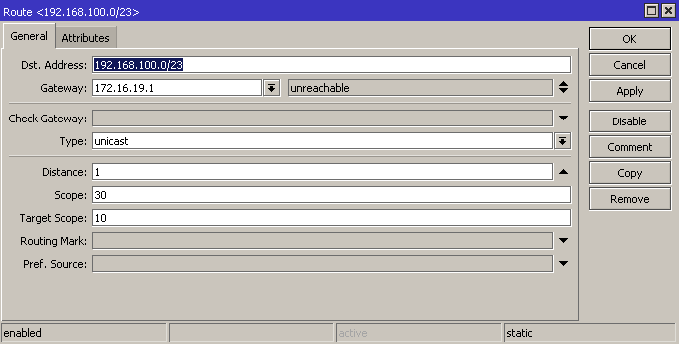 Route <192.168.100.0/23>
General Attributes
OK
Dst. Address: 192.168.100.0/23
Cancel
Gateway: 172.16.19.1 unreachable
Apply
Check Gateway:
Disable
Type: unicast
Comment
Distance: 1
Copy
Scope: 30
Remove
Target Scope: 10
Routing Mark:
Pref. Source:
enabled active static